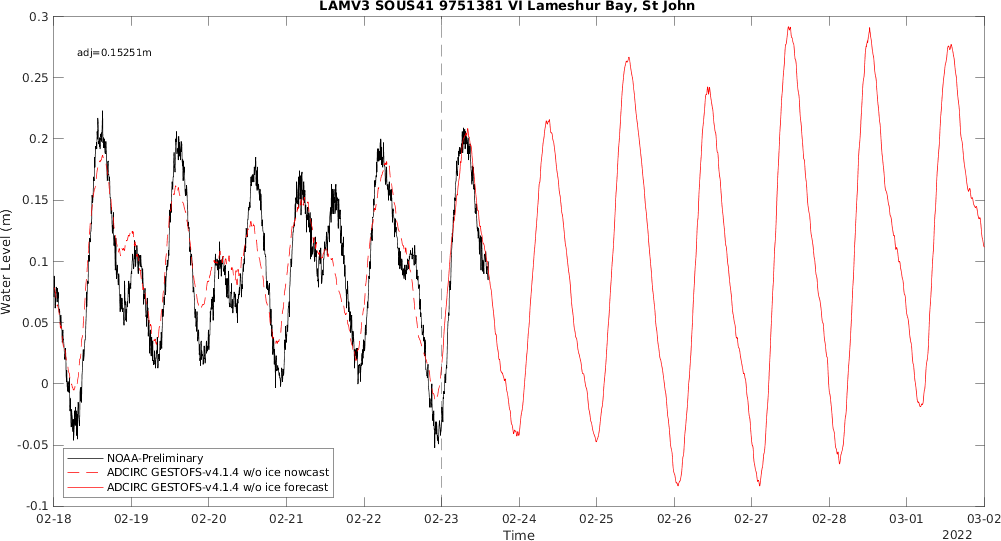 LAMV3 SOUS41 9751381 VI Lameshur Bay, St John
adj=0.15251m
Water Level (m)
0.3
0.25
0.2
0.15
0.1
0.05
0
-0.05
-0.1
NOAA-Preliminary
ADCIRC GESTOFS-v4.1.4 w/o ice nowcast
ADCIRC GESTOFS-v4.1.4 w/o ice forecast
02-18 02-19 02-20 02-21 02-22 02-23 02-24 02-25 02-26 02-27 02-28 03-01 03-02
Time
2022